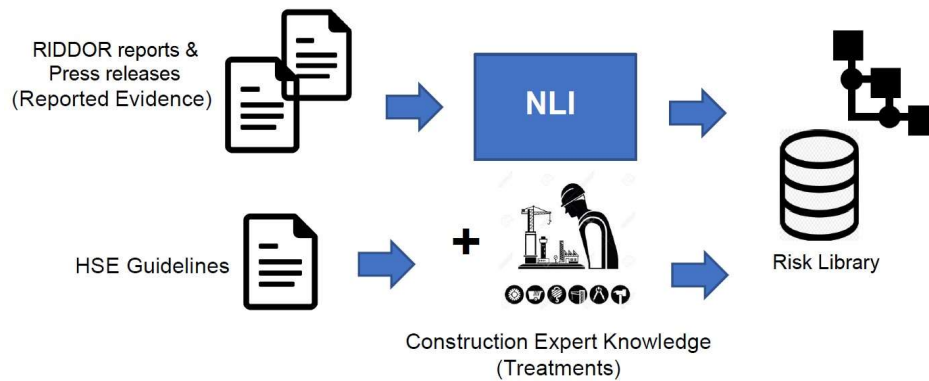 RIDDOR reports &
Press releases
(Reported Evidence)
NLI
HSE Guidelines
+
Risk Library
Construction Expert Knowledge
(Treatments)